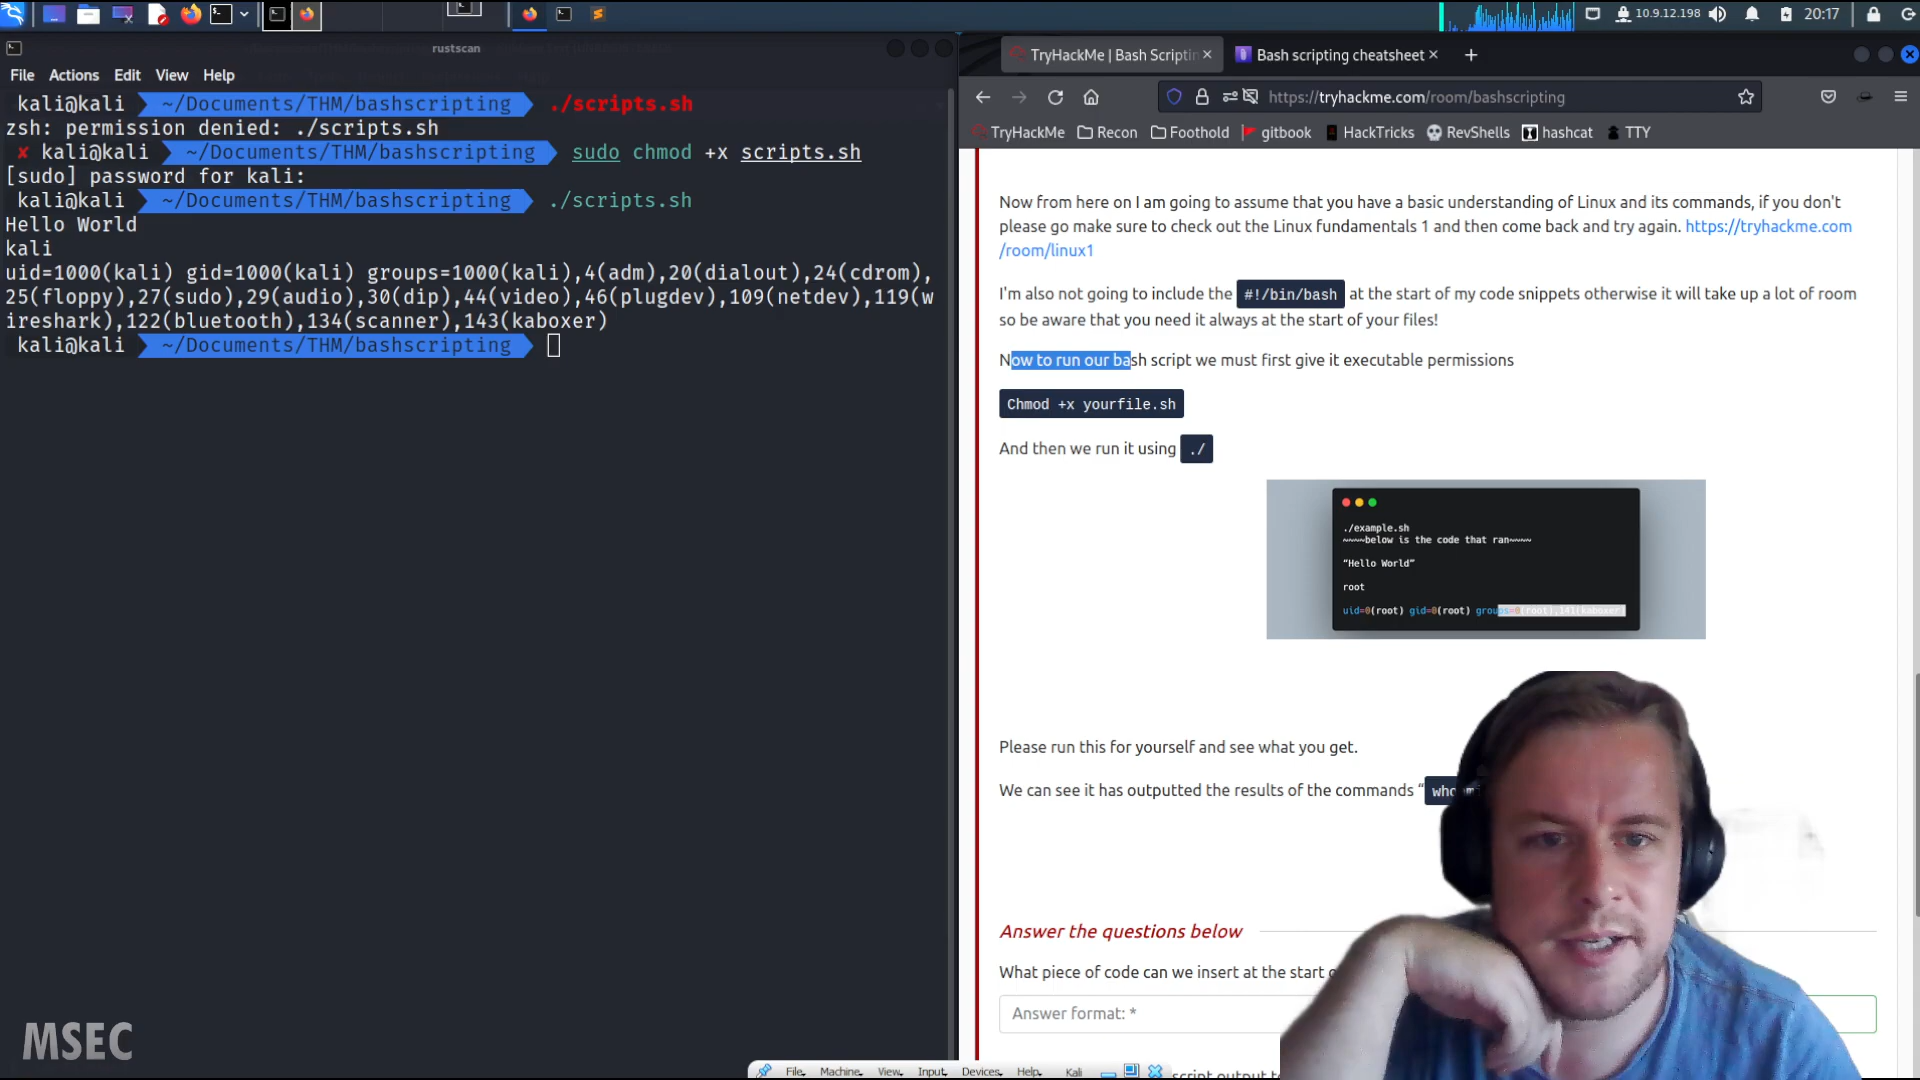 10.9.12.198
20:17
rustscan
File Actions Edit View Help
kali@kali ~/Documents/THM/bashscripting ./scripts.sh
zsh: permission denied: ./scripts.sh
✘ kali@kali ~/Documents/THM/bashscripting sudo chmod +x scripts.sh
[sudo] password for kali:
kali@kali ~/Documents/THM/bashscripting ./scripts.sh
Hello World
kali
uid=1000(kali) gid=1000(kali) groups=1000(kali),4(adm),20(dialout),24(cdrom),
25(floppy),27(sudo),29(audio),30(dip),44(video),46(plugdev),109(netdev),119(w
ireshark),122(bluetooth),134(scanner),143(kaboxer)
kali@kali ~/Documents/THM/bashscripting
MSEC
TryHackMe | Bash Scriptin
Bash scripting cheatsheet
https://tryhackme.com/room/bashscripting
TryHackMe Recon Foothold gitbook HackTricks RevShells hashcat TTY
Now from here on I am going to assume that you have a basic understanding of Linux and its commands, if you don't
please go make sure to check out the Linux fundamentals 1 and then come back and try again. https://tryhackme.com
/room/linux1
I'm also not going to include the #!/bin/bash at the start of my code snippets otherwise it will take up a lot of room
so be aware that you need it always at the start of your files!
Now to run our bash script we must first give it executable permissions
Chmod +x yourfile.sh
And then we run it using ./
./example.sh
~~~~below is the code that ran~~~~
“Hello World”
root
uid=0(root) gid=0(root) groups=0(root),141(kaboxer)
Please run this for yourself and see what you get.
We can see it has outputted the results of the commands “
Answer the questions below
What piece of code can we insert at the start
Answer format: *
script output
File Machine View Input Devices Help Kali